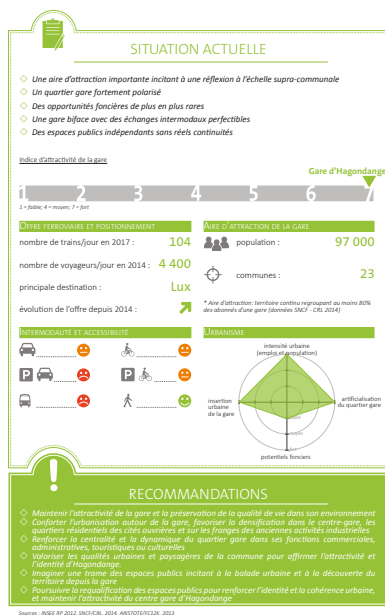 SITUATION ACTUELLE
◇ Une aire d'attraction importante incitant à une réflexion à l'échelle supra-communale
◇ Un quartier gare fortement polarisé
◇ Des opportunités foncières de plus en plus rares
◇ Une gare biface avec des échanges intermodaux perfectibles
◇ Des espaces publics indépendants sans réels continuités
Indice d'attractivité de la gare
Gare d'Hagondange
1 2 3 4 5 6 7
1 = faible; 4 = moyen; 7 = fort
OFFRE FERROVIAIRE ET POSITIONNEMENT
nombre de trains/jour en 2017 : 104
nombre de voyageurs/jour en 2014 : 4 400
principale destination : Lux
évolution de l'offre depuis 2014 :
AIRE D'ATTRACTION DE LA GARE
population : 97 000
communes : 23
* Aire d'attraction: territoire continu regroupant au moins 80%
des abonnés d'une gare (données SNCF - CRL 2014)
INTERMODALITÉ ET ACCESSIBILITÉ
P P
URBANISME
intensité urbaine
(emploi et population)
insertion
urbaine
de la gare
artificialisation
du quartier gare
potentiels fonciers
RECOMMANDATIONS
◇ Maintenir l'attractivité de la gare et la préservation de la qualité de vie dans son environnement
◇ Conforter l'urbanisation autour de la gare, favoriser la densification dans le centre-gare, les
quartiers résidentiels des cités ouvrières et sur les franges des anciennes activités industrielles
◇ Renforcer la centralité et la dynamique du quartier gare dans ses fonctions commerciales,
administratives, touristiques ou culturelles
◇ Valoriser les qualités urbaines et paysagères de la commune pour affirmer l'attractivité et
l'identité d'Hagondange.
◇ Imaginer une trame des espaces publics incitant à la balade urbaine et à la découverte du
territoire depuis la gare
◇ Poursuivre la requalification des espaces publics pour renforcer l'identité et la cohérence urbaine,
et maintenir l'attractivité du centre gare d'Hagondange
Sources : INSEE RP 2012, SNCF/CRL, 2014, ARISTOTE/FC12K, 2013